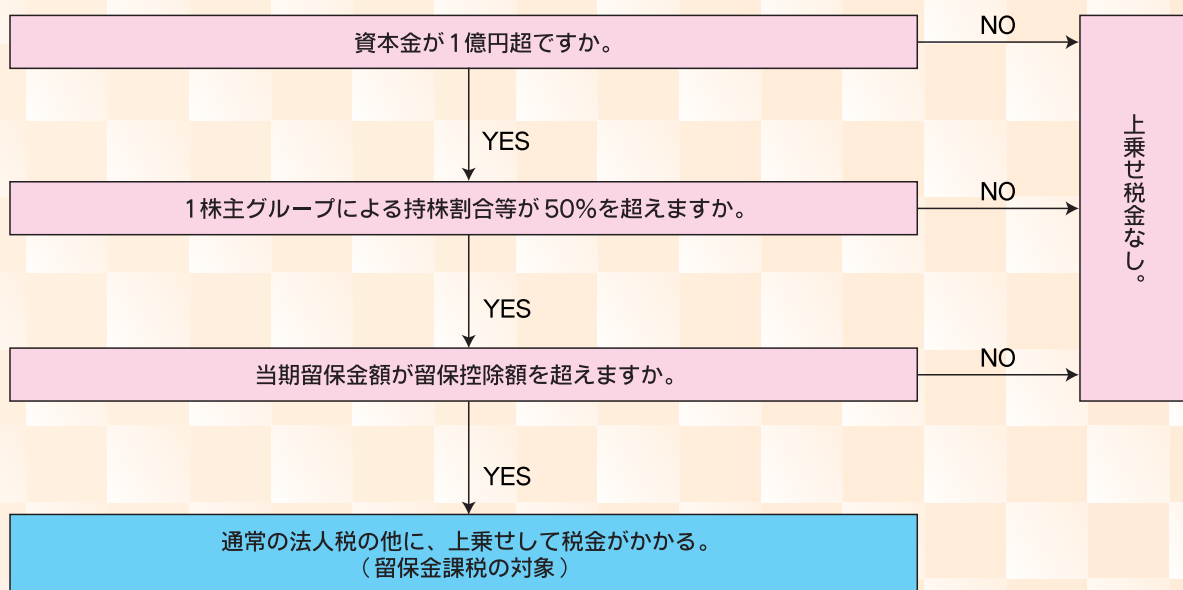 資本金が1億円超ですか。
NO
YES
1株主グループによる持株割合等が50%を超えますか。
NO
YES
当期留保金額が留保控除額を超えますか。
NO
YES
上乗せ税金なし。
通常の法人税の他に、上乗せして税金がかかる。
（留保金課税の対象）